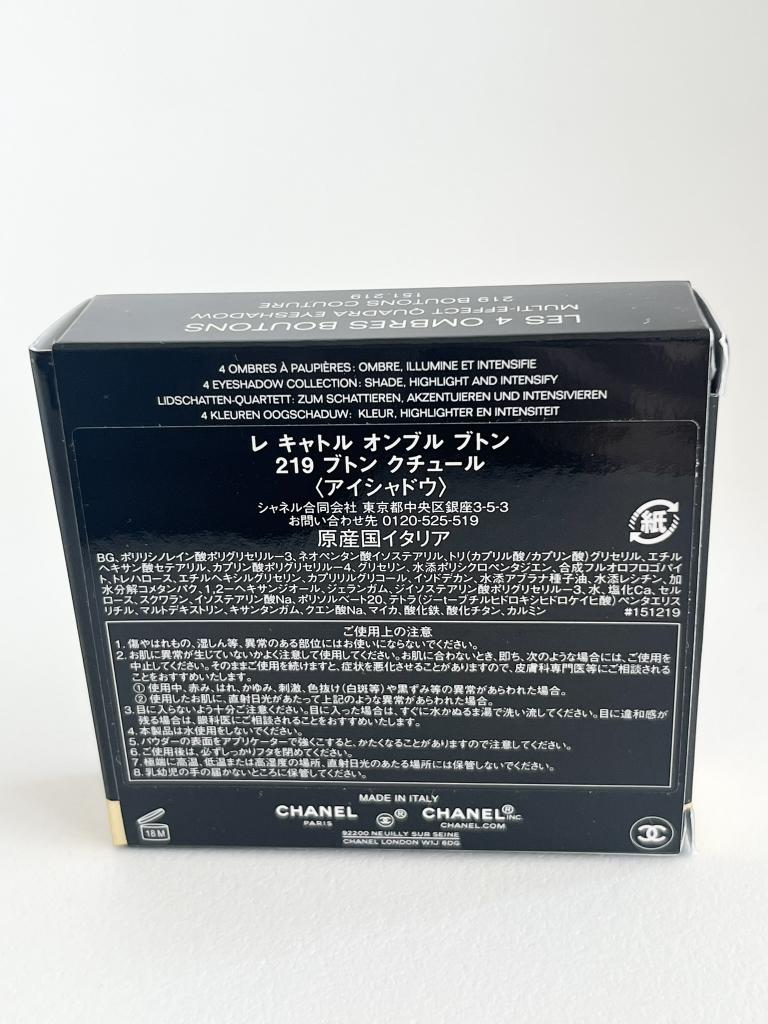 LES 4 OMBRES BOUTONS
MULTI-EFFECT QUADRA EYESHADOW
219 BOUTONS COUTURE
151.219
4 OMBRES À PAUPIÈRES: OMBRE, ILLUMINE ET INTENSIFIE
4 EYESHADOW COLLECTION: SHADE, HIGHLIGHT AND INTENSIFY
LIDSCHATTEN-QUARTETT: ZUM SCHATTIEREN, AKZENTUIEREN UND INTENSIVIEREN
4 KLEUREN OOGSCHADUW: KLEUR, HIGHLIGHTER EN INTENSITEIT
レ キャトル オンブル ブトン
219 ブトン クチュール
〈アイシャドウ〉
シャネル合同会社 東京都中央区銀座3-5-3
お問い合わせ先 0120-525-519
原産国イタリア
紙
BG、ポリリシノレイン酸ポリグリセリル-3、ネオペンタン酸イソステアリル、トリ(カプリル酸/カプリン酸)グリセリル、エチル
ヘキサン酸セテアリル、カプリン酸ポリグリセリル-4、グリセリン、水添ポリシクロペンタジエン、合成フルオロフロゴパイ
ト、トレハロース、エチルヘキシルグリセリン、カプリリルグリコール、イソドデカン、水添アブラナ種子油、水添レシチン、加
水分解コメタンパク、1,2-ヘキサンジオール、ジェランガム、ジイソステアリン酸ポリグリセリル-3、水、塩化Ca、セル
ロース、スクワラン、イソステアリン酸Na、ポリソルベート20、テトラ(ジ-t-ブチルヒドロキシヒドロケイヒ酸)ペンタエリス
リチル、マルトデキストリン、キサンタンガム、クエン酸Na、マイカ、酸化鉄、酸化チタン、カルミン
#151219
ご使用上の注意
1. 傷やはれもの、湿しん等、異常のある部位にはお使いにならないでください。
2. お肌に異常が生じていないかよく注意して使用してください。お肌に合わないとき、即ち、次のような場合には、ご使用を
中止してください。そのままご使用を続けますと、症状を悪化させることがありますので、皮膚科専門医等にご相談される
ことをおすすめいたします。
① 使用中、赤み、はれ、かゆみ、刺激、色抜け(白斑等)や黒ずみ等の異常があらわれた場合。
② 使用したお肌に、直射日光があたって上記のような異常があらわれた場合。
3. 目に入らないよう十分ご注意ください。目に入った場合は、すぐに水かぬるま湯で洗い流してください。目に違和感が
残る場合は、眼科医にご相談されることをおすすめいたします。
4. 本製品は水使用をしないでください。
5. パウダーの表面をアプリケーターで強くこすると、かたくなることがありますので注意してください。
6. ご使用後は、必ずしっかりフタを閉めてください。
7. 極端に高温、低温または高湿度の場所、直射日光のあたる場所には保管しないでください。
8. 乳幼児の手の届かないところに保管してください。
MADE IN ITALY
18 M
CHANEL ® CHANEL® INC.
PARIS CHANEL.COM
92200 NEUILLY SUR SEINE
CHANEL LONDON W1J 6DG